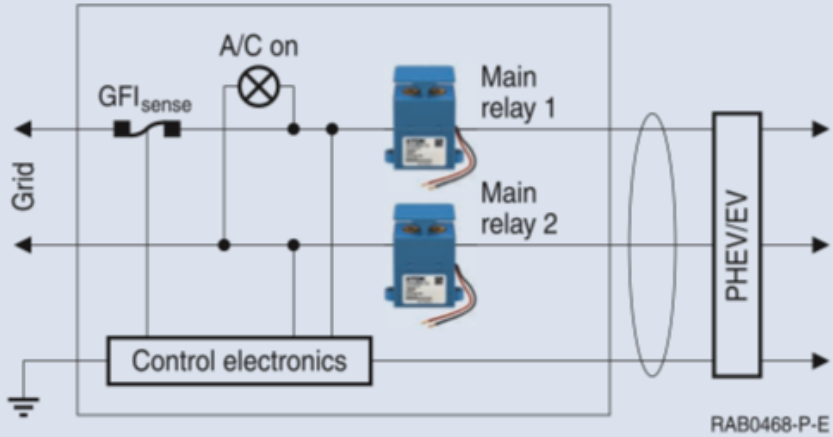 A/C on
GFIsense
Main
relay 1
Grid
Main
relay 2
PHEV/EV
Control electronics
RAB0468-P-E